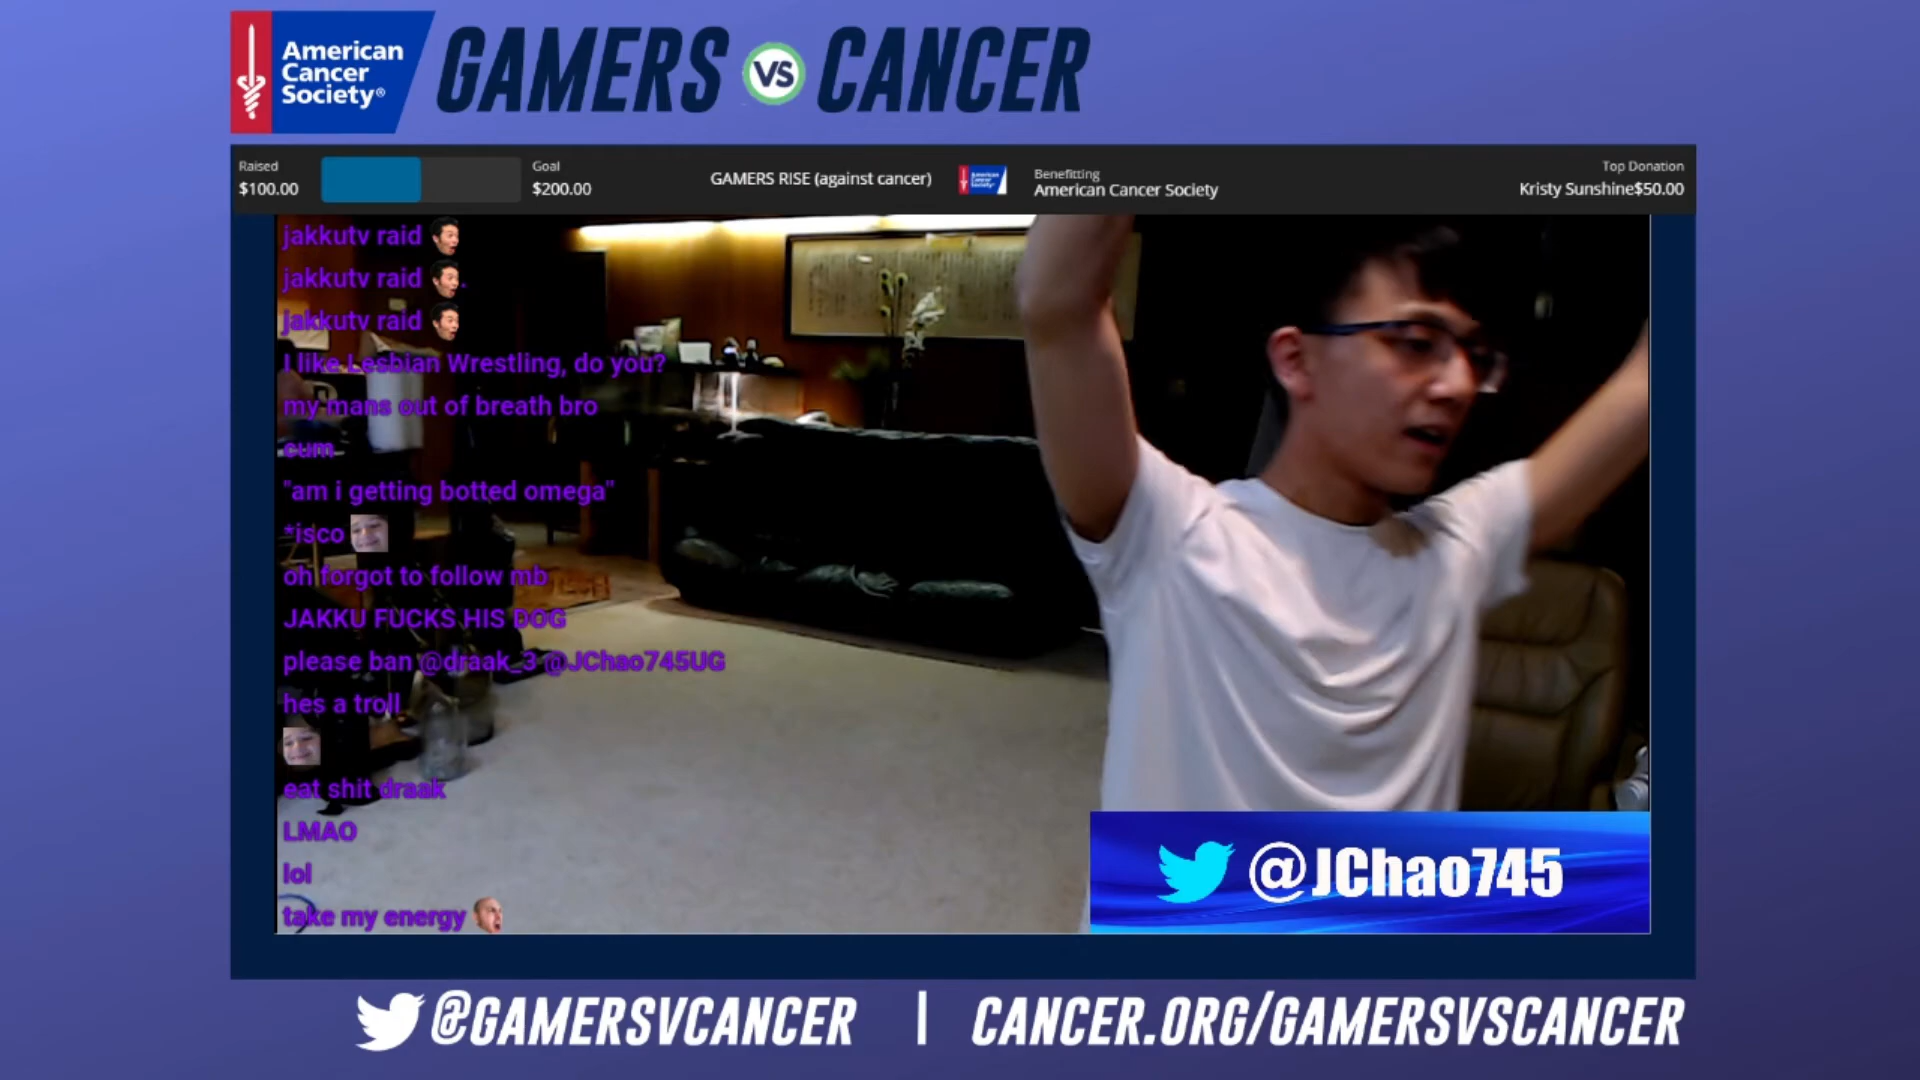 American
Cancer
Society®
GAMERS VS CANCER
Raised
$100.00
Goal
$200.00
GAMERS RISE (against cancer)
American
Cancer
Society
Benefitting
American Cancer Society
Top Donation
Kristy Sunshine$50.00
jakkutv raid
jakkutv raid .
jakkutv raid
I like Lesbian Wrestling, do you?
my mans out of breath bro
cum
"am i getting botted omega"
*isco
oh forgot to follow mb
JAKKU FUCKS HIS DOG
please ban @draak_3 @JChao745UG
hes a troll
eat shit draak
LMAO
lol
take my energy
@JChao745
@GAMERSVCANCER | CANCER.ORG/GAMERSVSCANCER